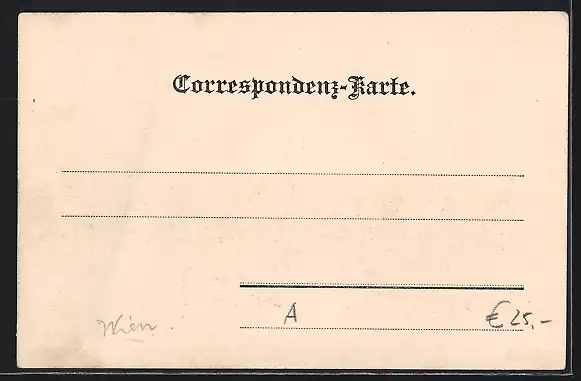 Correspondenz-Karte.
Wien.
A
€ 25,-